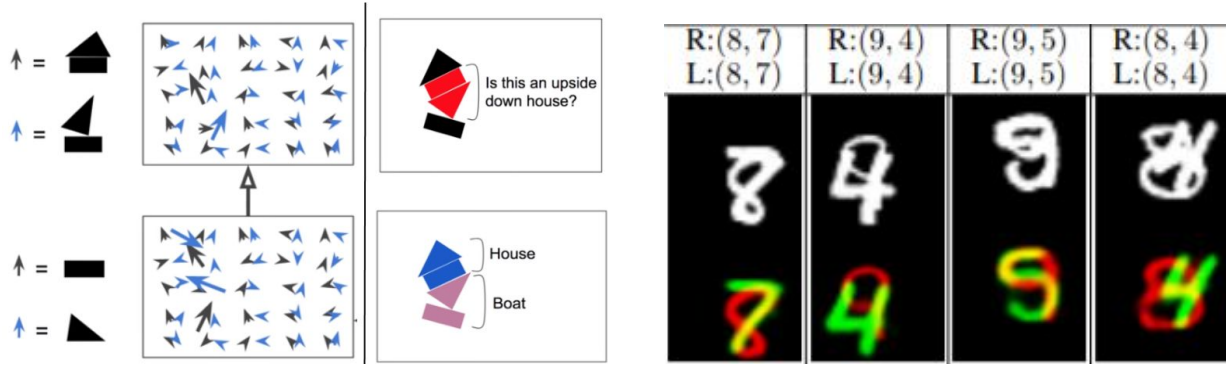 =
=
=
=
Is this an upside
down house?
House
Boat
R:(8, 7)
L:(8, 7)
R:(9, 4)
L:(9, 4)
R:(9, 5)
L:(9, 5)
R:(8, 4)
L:(8, 4)